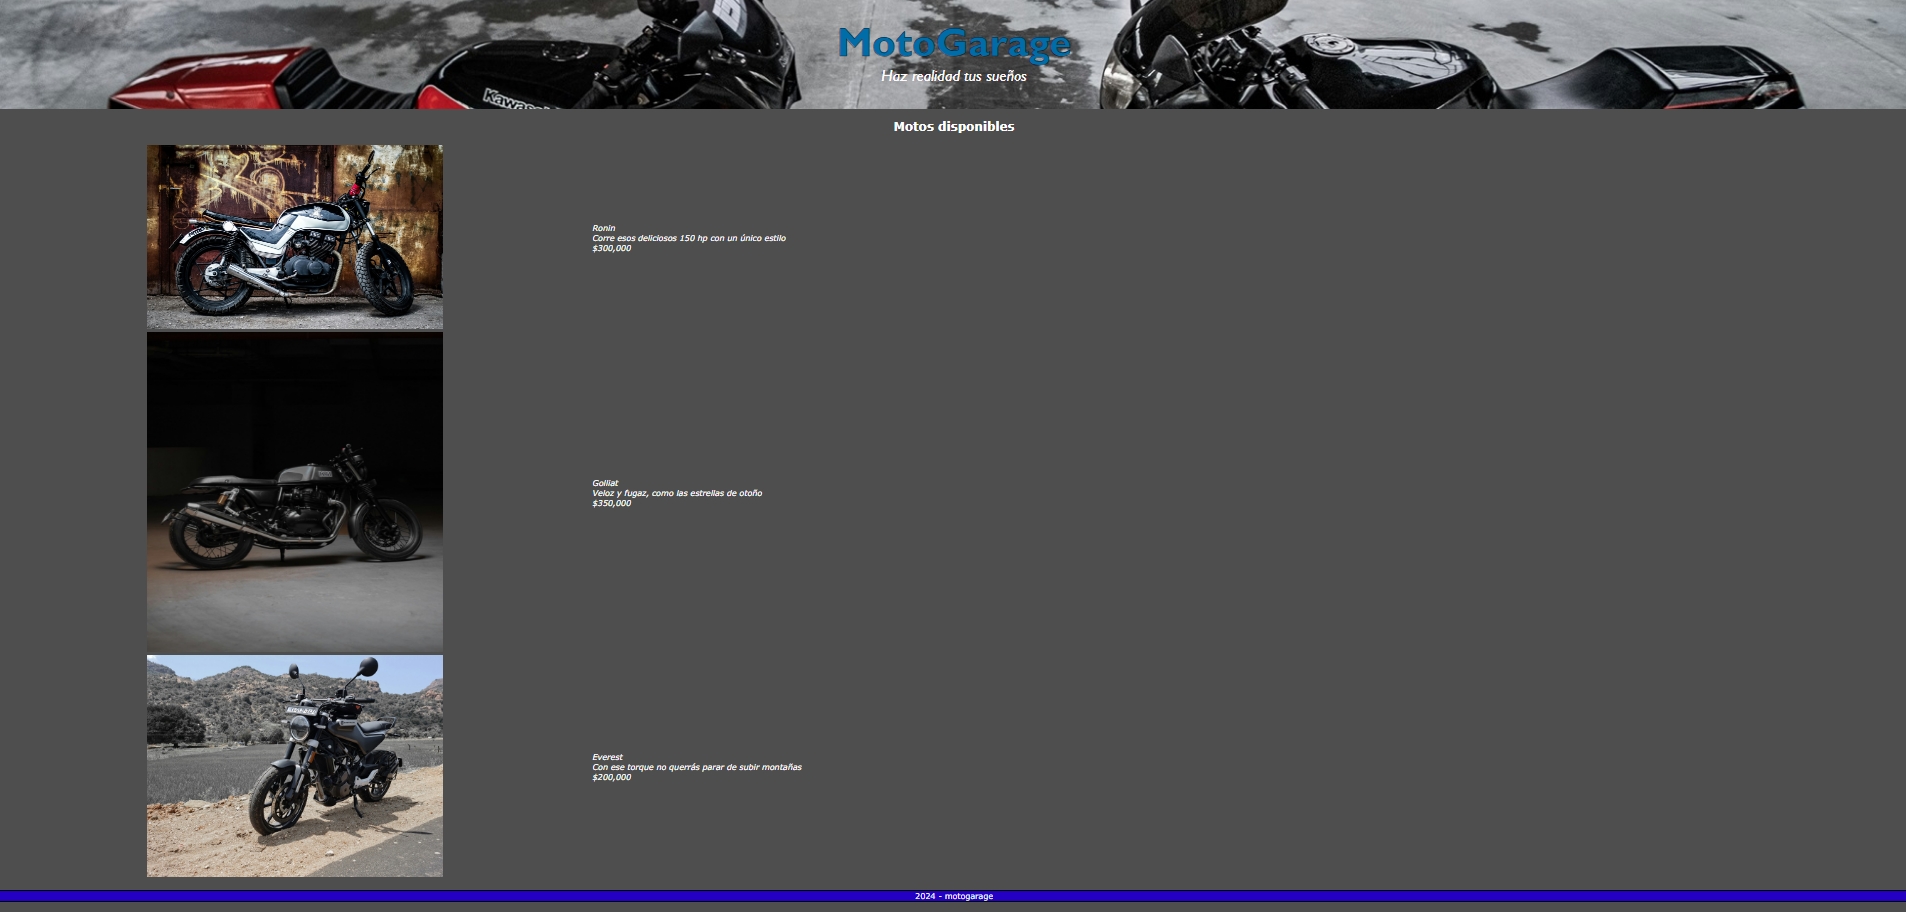 MotoGarage
Haz realidad tus sueños
Kawasa
Motos disponibles
Ronin
Corre esos deliciosos 150 hp con un único estilo
$300,000
Golliat
Veloz y fugaz, como las estrellas de otoño
$350,000
Everest
Con ese torque no querrás parar de subir montañas
$200,000
2024 - motogarage